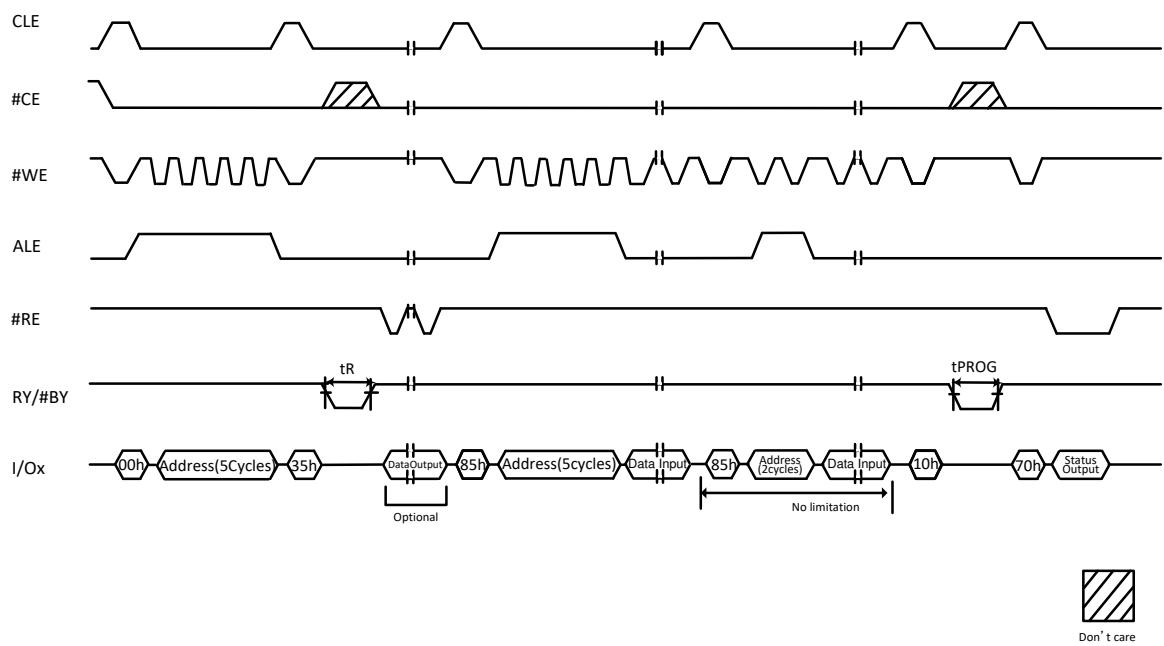 CLE
#CE
#WE
ALE
#RE
tR
tPROG
RY/#BY
I/Ox
00h
Address(5Cycles)
35h
DataOutput
85h
Address(5cycles)
Data Input
85h
Address
(2cycles)
Data Input
10h
70h
Status
Output
Optional
No limitation
Don’t care